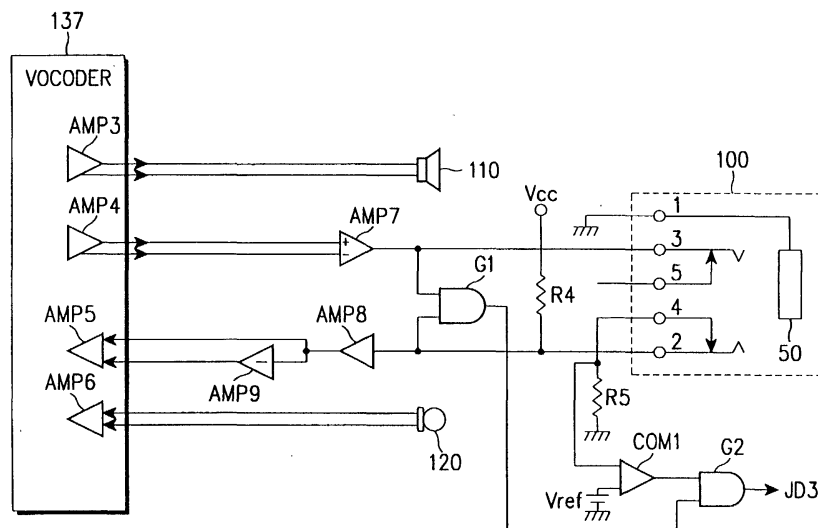 137
VOCODER
AMP3
110
AMP4
AMP7
Vcc
100
1
3
5
4
2
50
G1
R4
AMP5
AMP8
AMP9
AMP6
120
R5
COM1
G2
Vref
JD3